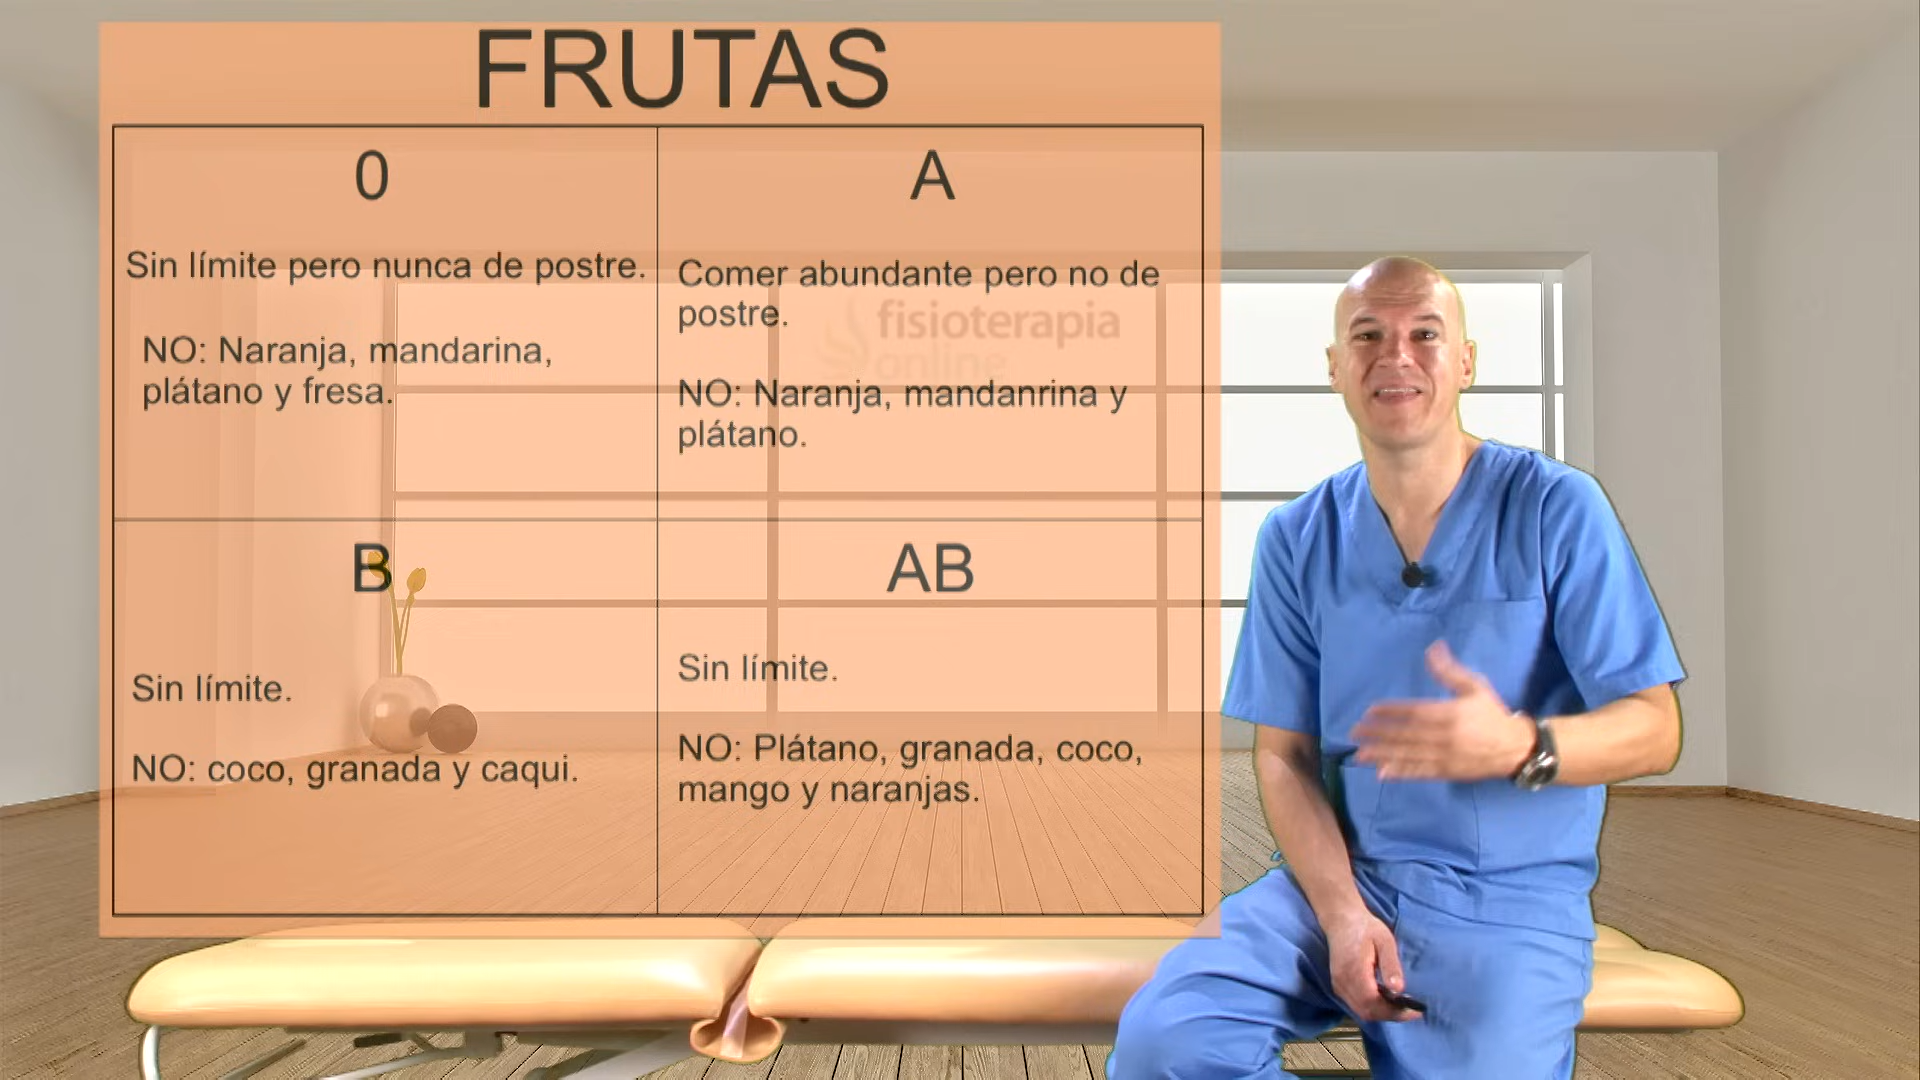 FRUTAS
0
Sin límite pero nunca de postre.
NO: Naranja, mandarina,
plátano y fresa.
A
Comer abundante pero no de
postre.
NO: Naranja, mandanrina y
plátano.
fisioterapia
online
B
Sin límite.
NO: coco, granada y caqui.
AB
Sin límite.
NO: Plátano, granada, coco,
mango y naranjas.